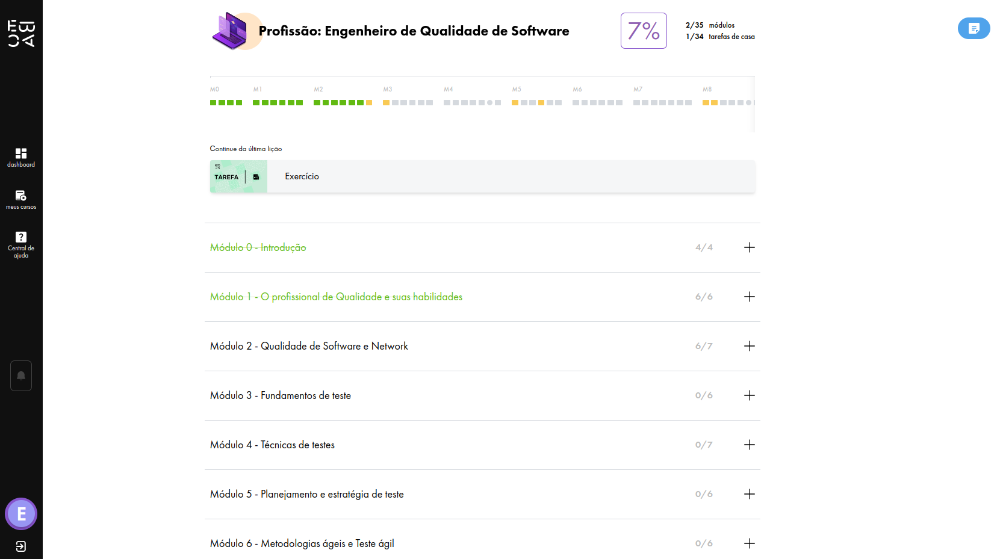 EBAC
Profissão: Engenheiro de Qualidade de Software
7%
2/35 módulos
1/34 tarefas de casa
M0 M1 M2 M3 M4 M5 M6 M7 M8
Continue da última lição
TAREFA
Exercício
dashboard
meus cursos
Central de
ajuda
Módulo 0 - Introdução 4/4
Módulo 1 - O profissional de Qualidade e suas habilidades 6/6
Módulo 2 - Qualidade de Software e Network 6/7
Módulo 3 - Fundamentos de teste 0/6
Módulo 4 - Técnicas de testes 0/7
Módulo 5 - Planejamento e estratégia de teste 0/6
Módulo 6 - Metodologias ágeis e Teste ágil 0/6
E